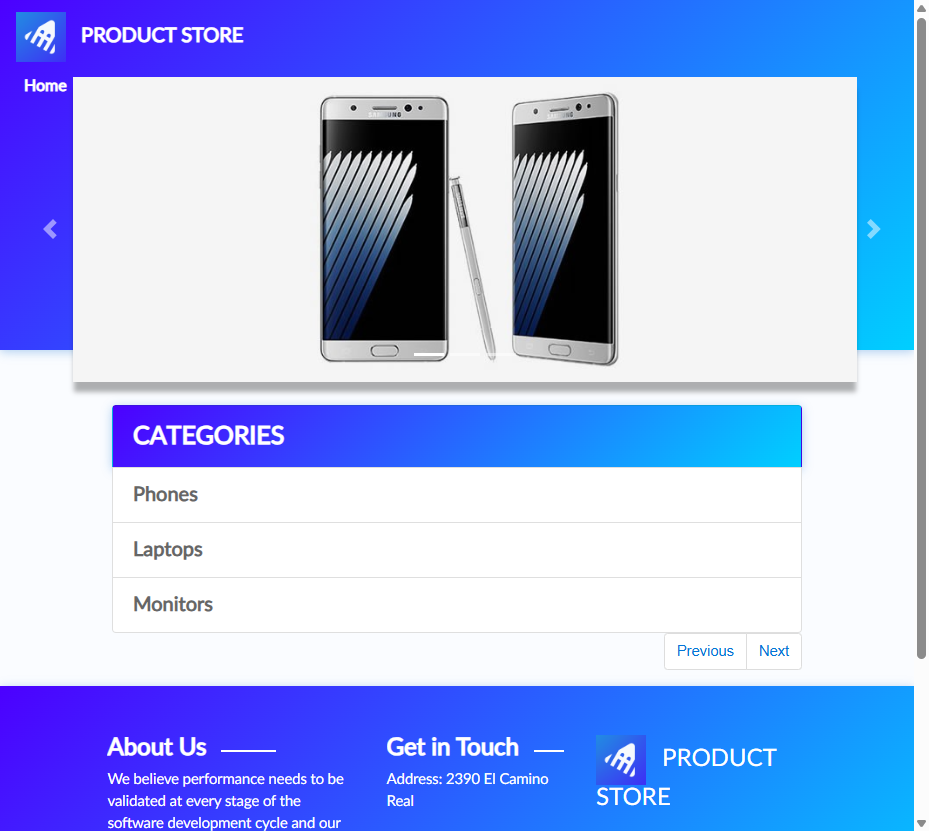 PRODUCT STORE
Home
SAMSUNG
SAMSUNG
CATEGORIES
Phones
Laptops
Monitors
Previous
Next
About Us
We believe performance needs to be
validated at every stage of the
software development cycle and our
Get in Touch
Address: 2390 El Camino
Real
PRODUCT
STORE